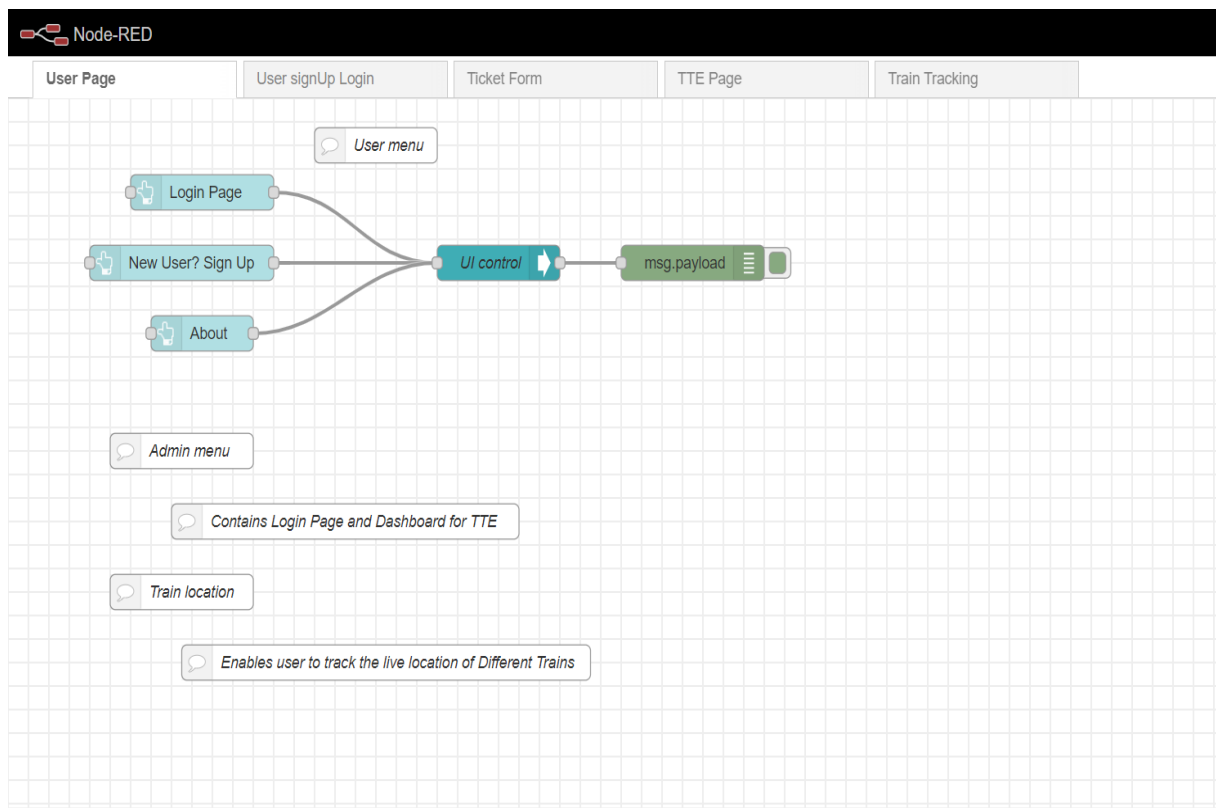 Node-RED
User Page
User signUp Login
Ticket Form
TTE Page
Train Tracking
User menu
Login Page
New User? Sign Up
UI control
msg.payload
About
Admin menu
Contains Login Page and Dashboard for TTE
Train location
Enables user to track the live location of Different Trains